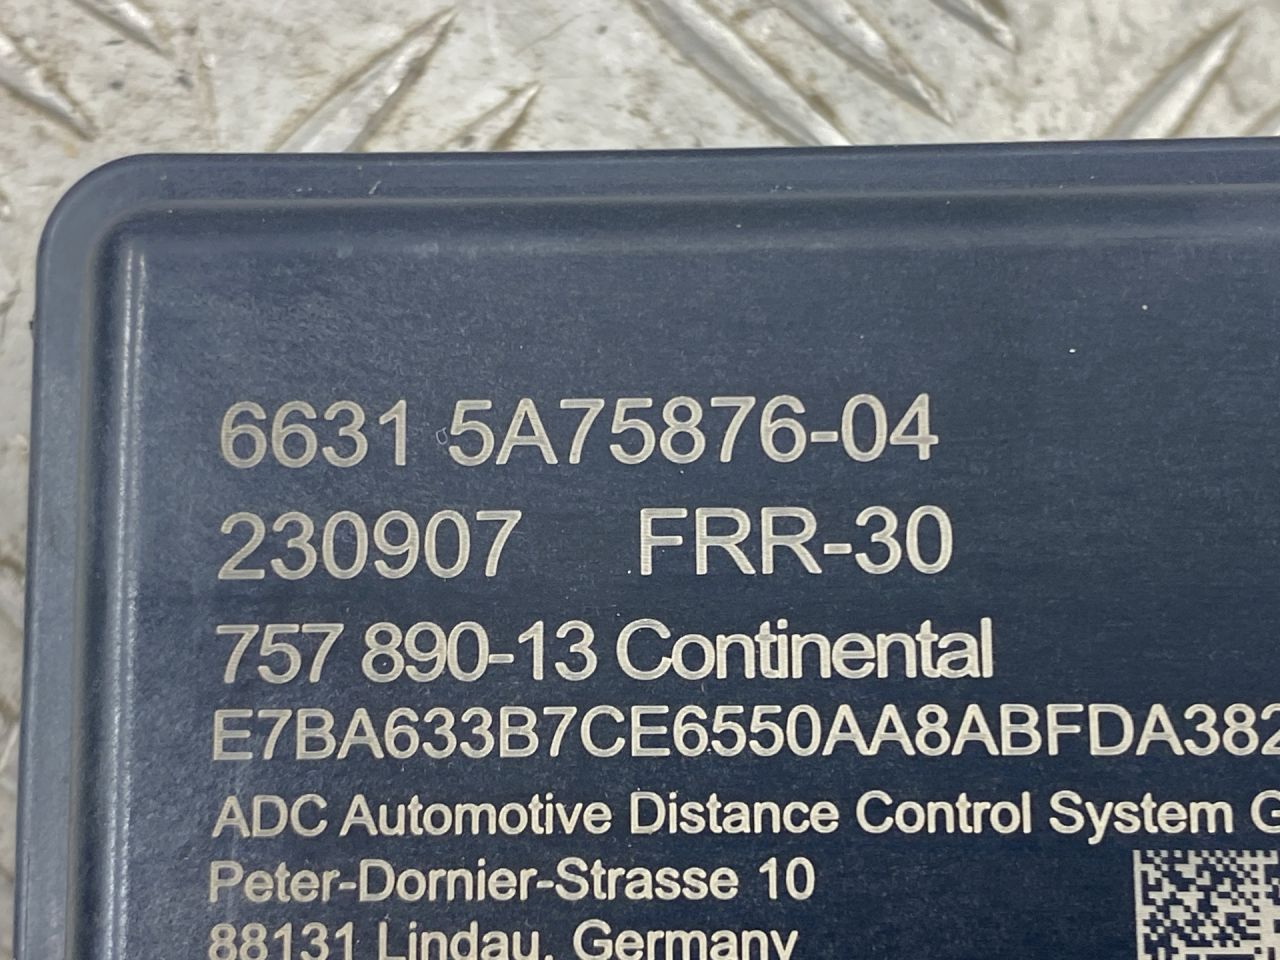 6631 5A75876-04
230907 FRR-30
757 890-13 Continental
E7BA633B7CE6550AA8ABFDA382
ADC Automotive Distance Control System G
Peter-Dornier-Strasse 10
88131 Lindau, Germany